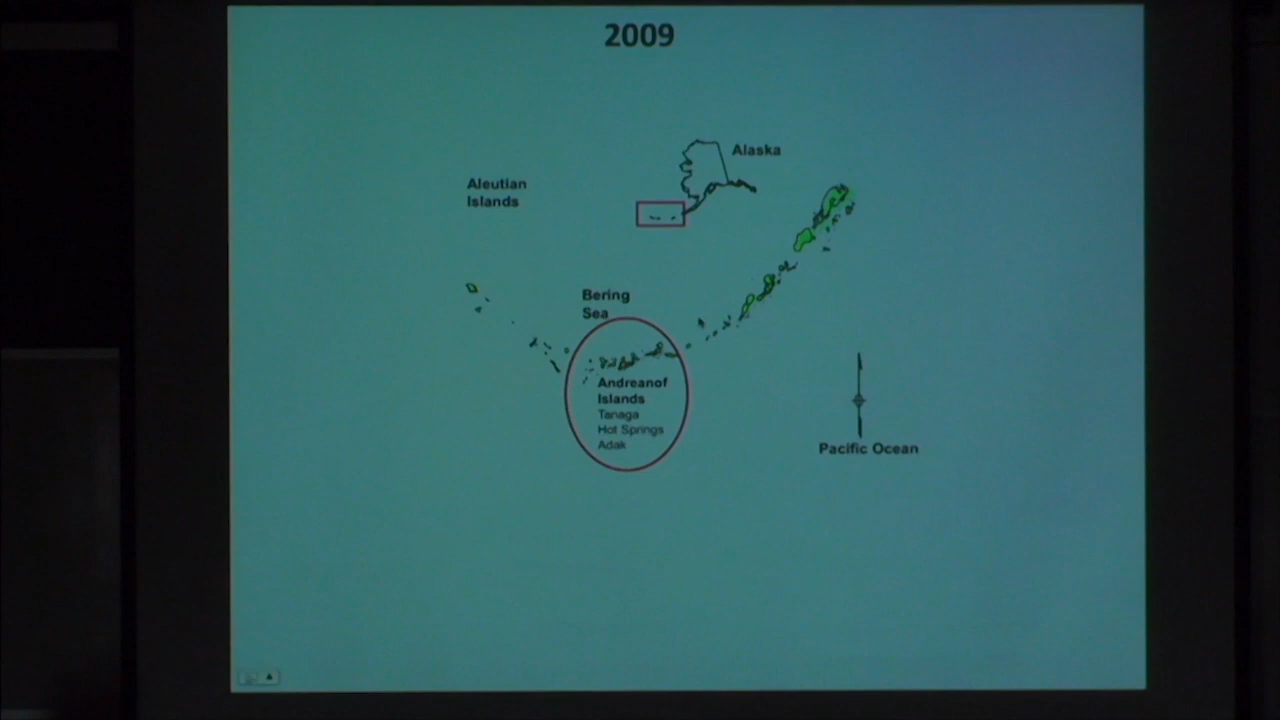 2009
Alaska
Aleutian
Islands
Bering
Sea
Andreanof
Islands
Tanaga
Hot Springs
Adak
Pacific Ocean